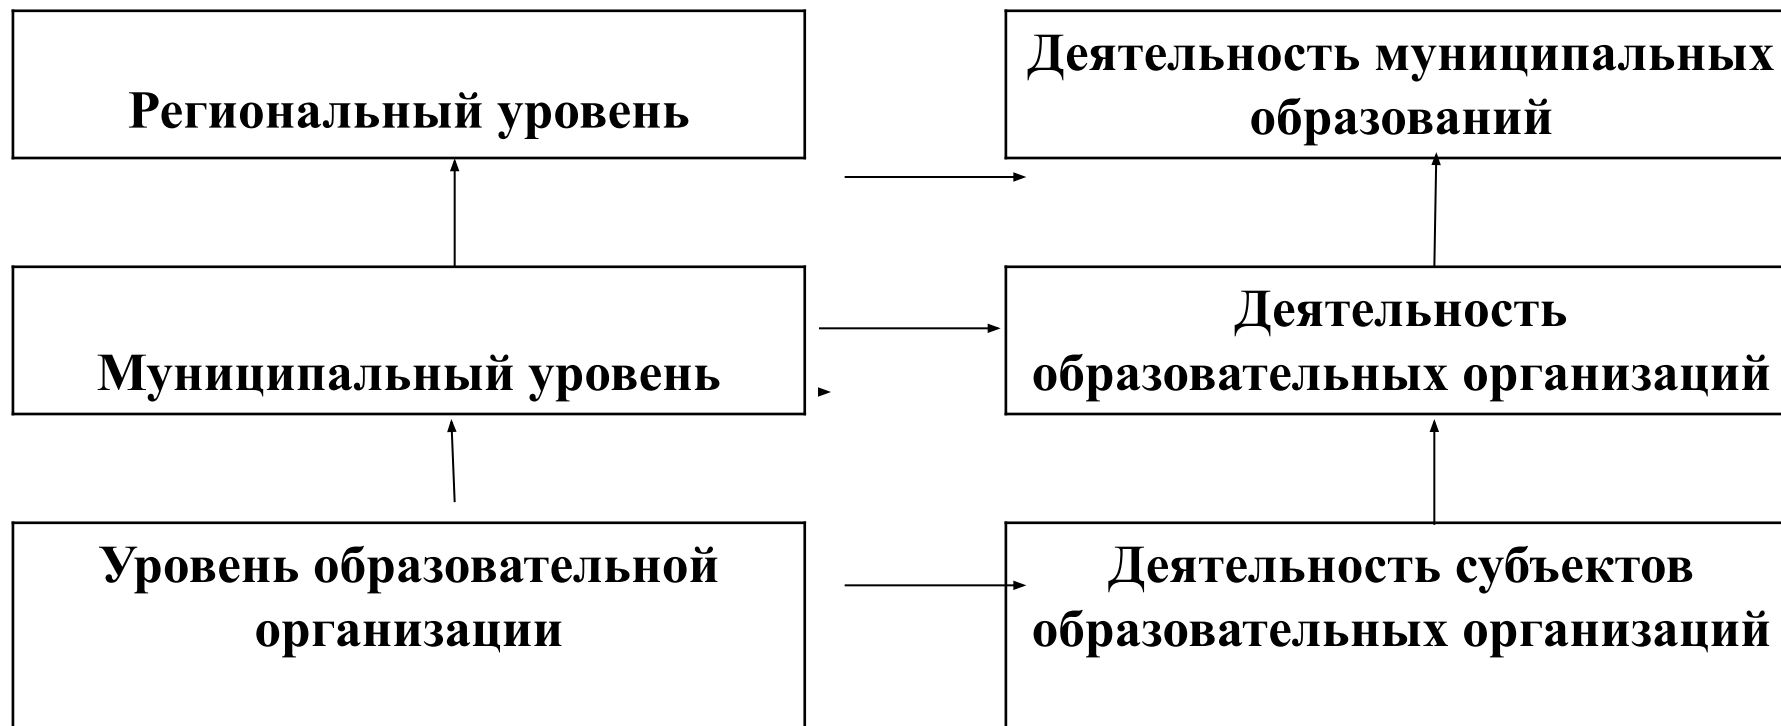 Региональный уровень
Деятельность муниципальных
образований
Муниципальный уровень
Деятельность
образовательных организаций
Уровень образовательной
организации
Деятельность субъектов
образовательных организаций